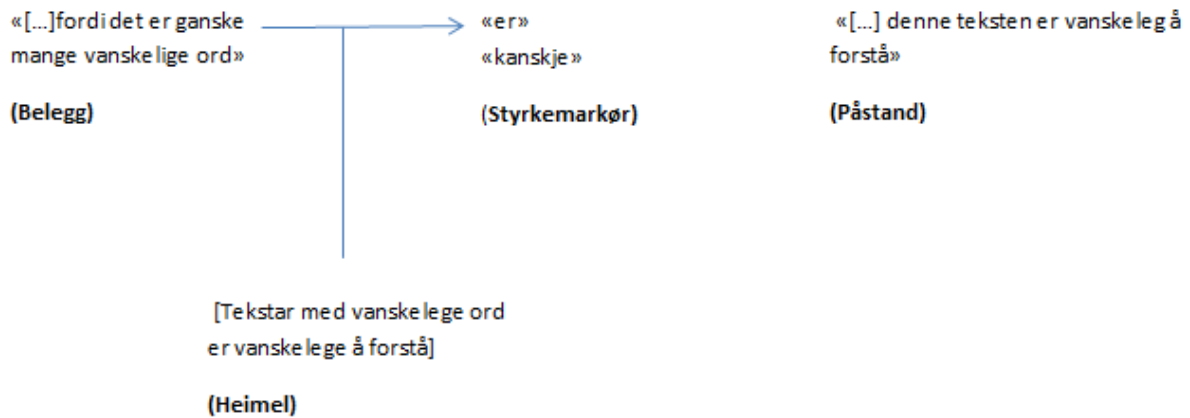 «[…]fordi det er ganske
mange vanskelige ord»
(Belegg)
«er»
«kanskje»
(Styrkemarkør)
«[…] denne teksten er vanskeleg å
forstå»
(Påstand)
[Tekstar med vanskelege ord
er vanskelege å forstå]
(Heimel)